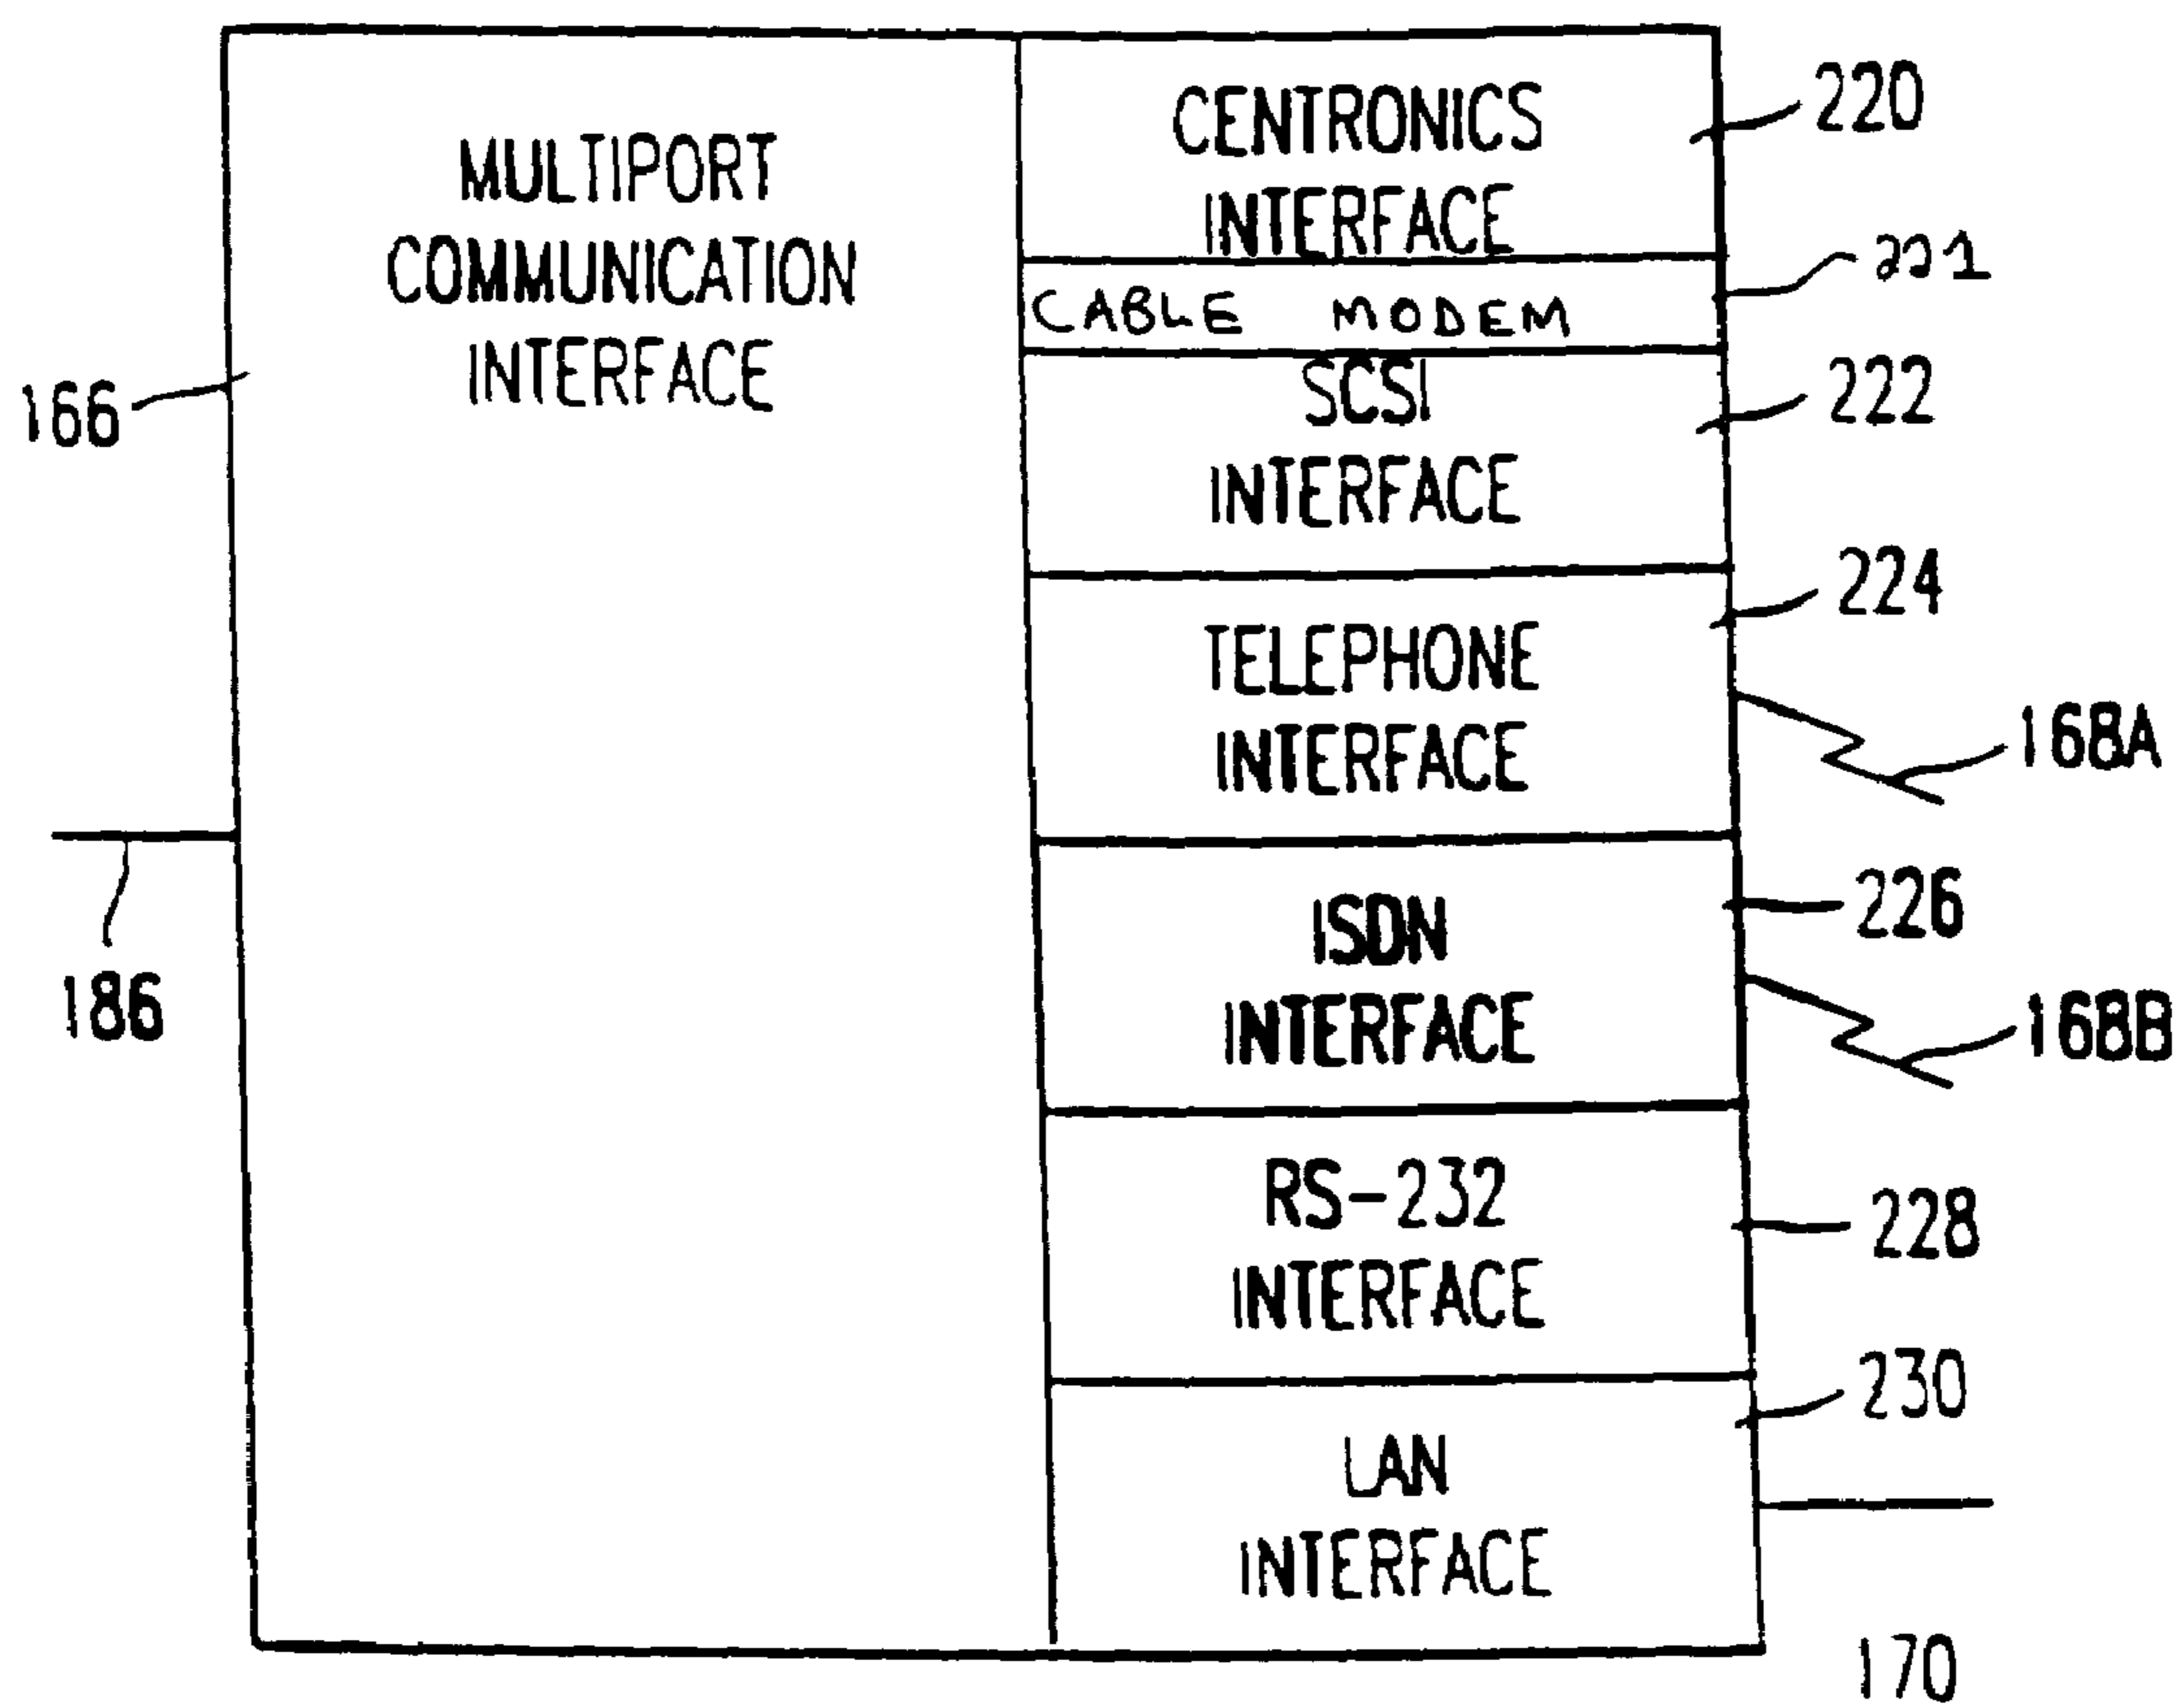 MULTIPORT
COMMUNICATION
INTERFACE
166
186
CENTRONICS
INTERFACE
220
CABLE MODEM
221
SCSI
INTERFACE
222
TELEPHONE
INTERFACE
224
168A
ISDN
INTERFACE
226
168B
RS-232
INTERFACE
228
LAN
INTERFACE
230
170